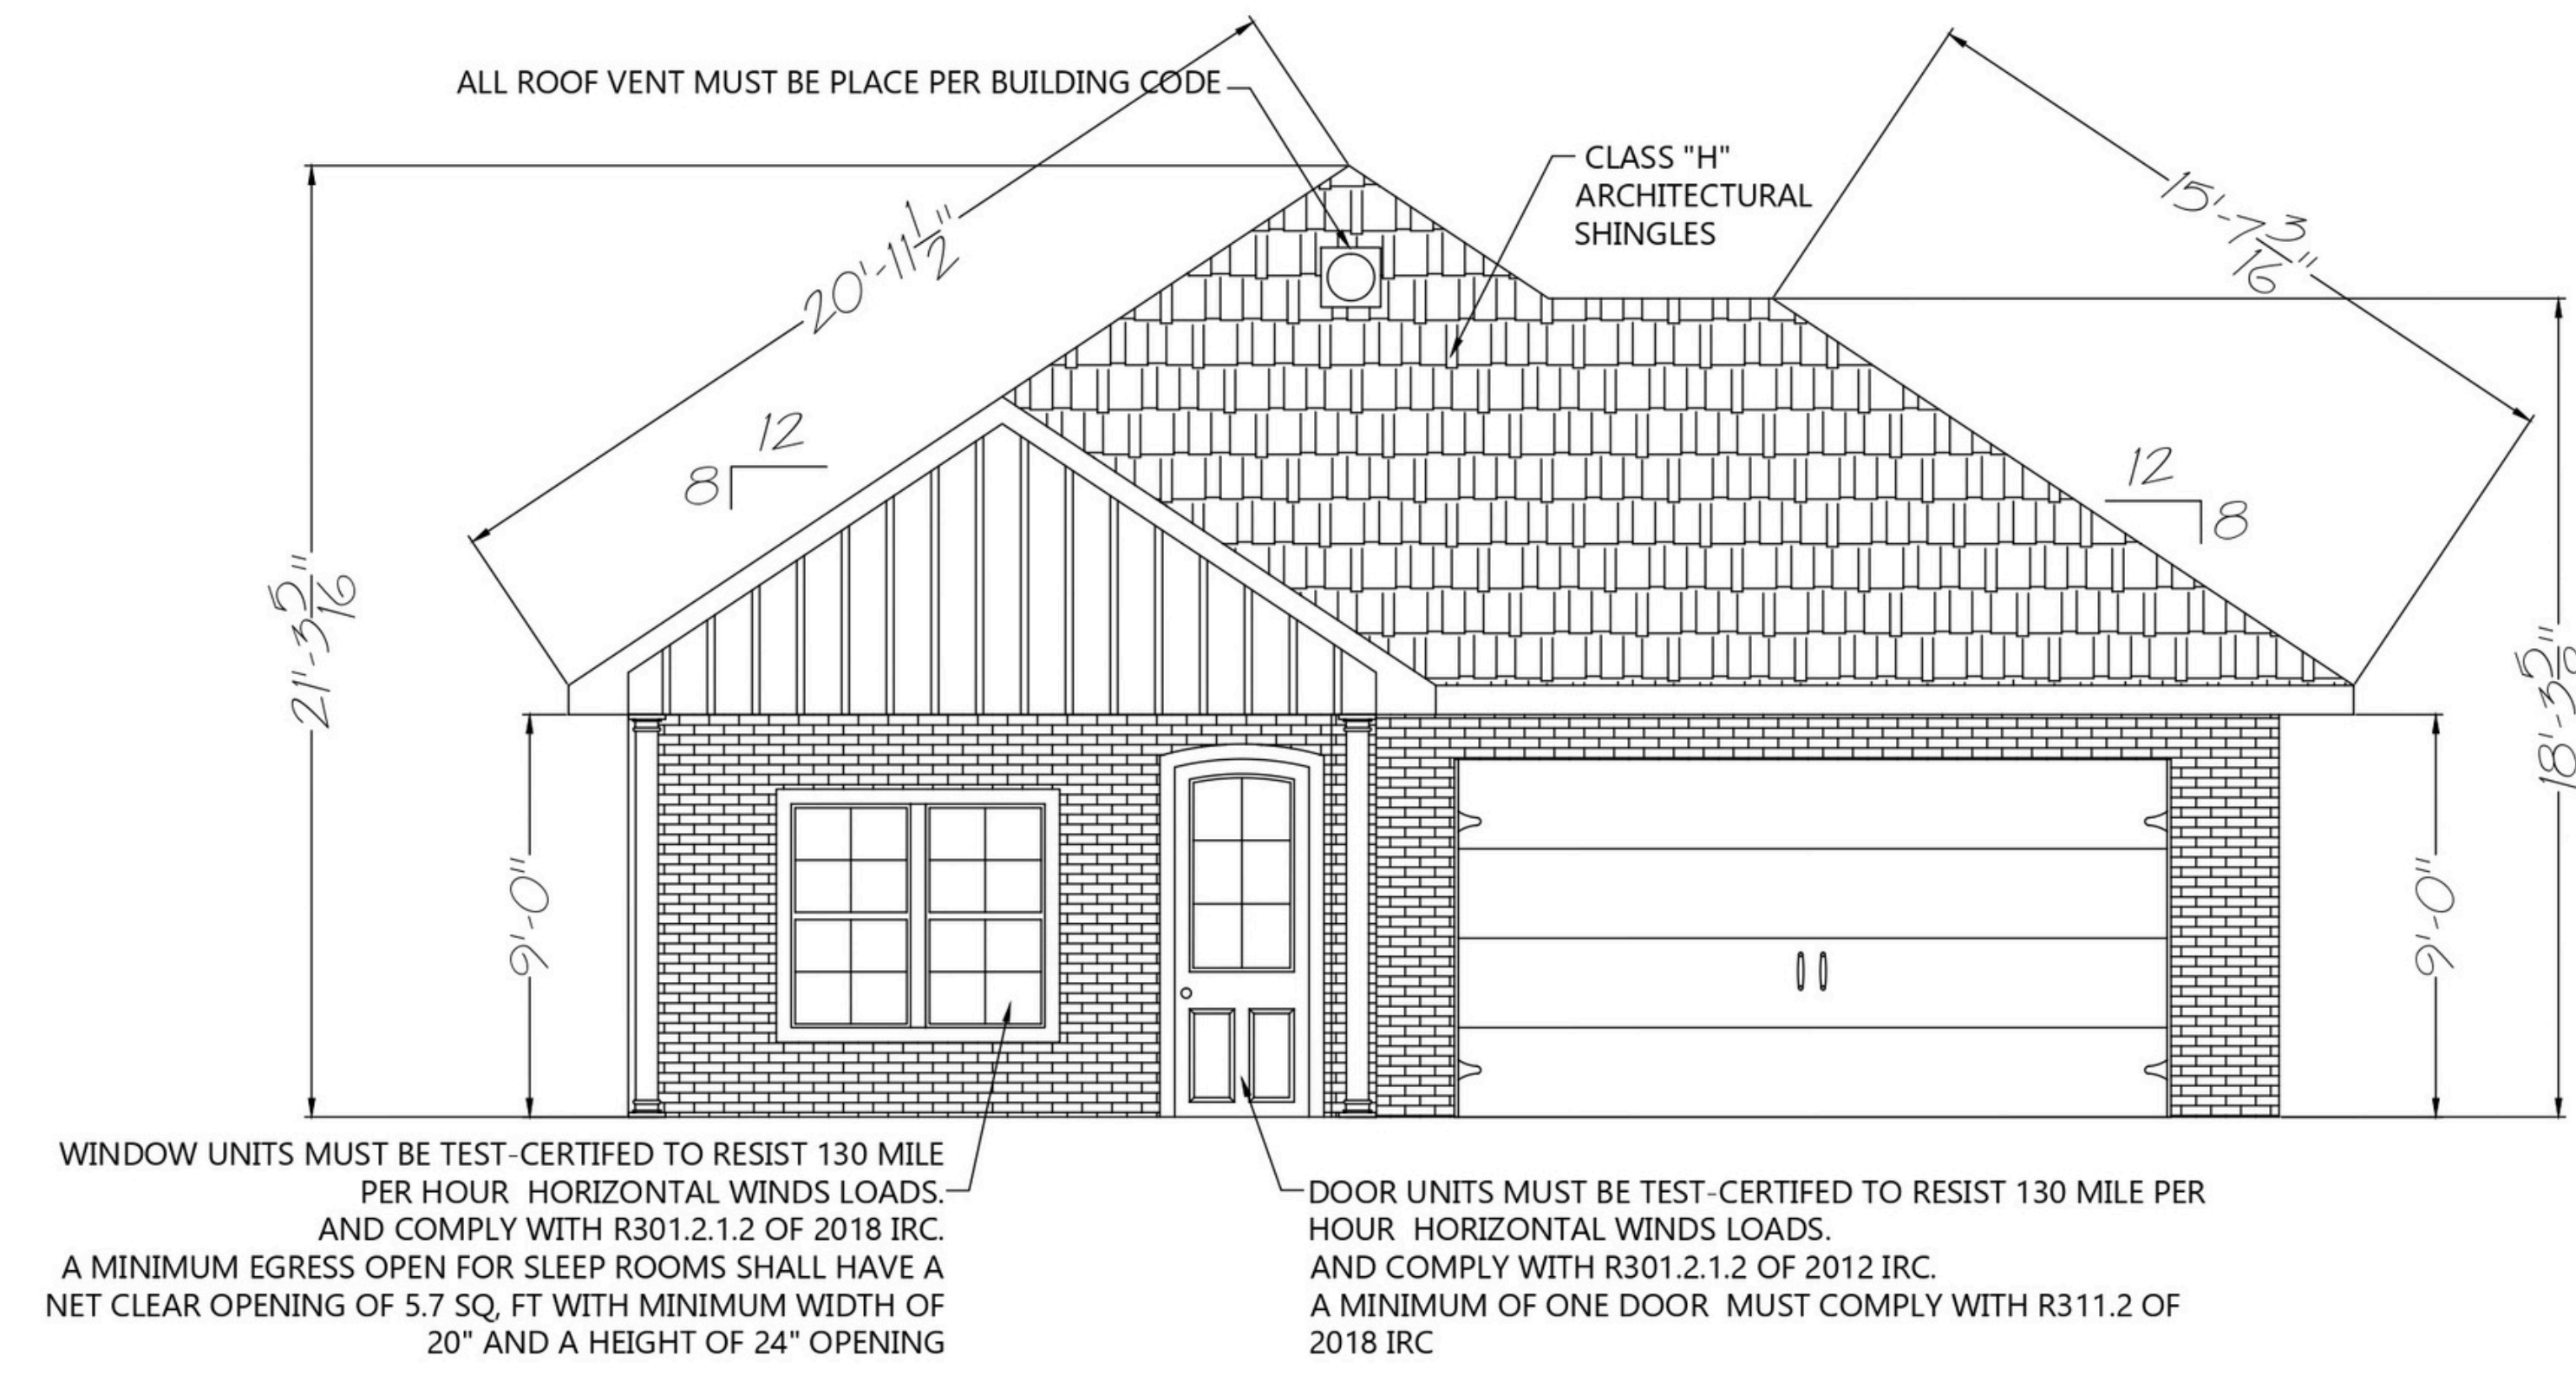 ALL ROOF VENT MUST BE PLACE PER BUILDING CODE
CLASS "H"
ARCHITECTURAL
SHINGLES
20'-11 1/2"
15'-7 3/16"
12
8
12
8
21'-3 5/16"
18'-3 5
9'-0"
9'-0"
WINDOW UNITS MUST BE TEST-CERTIFED TO RESIST 130 MILE
PER HOUR HORIZONTAL WINDS LOADS.
AND COMPLY WITH R301.2.1.2 OF 2018 IRC.
A MINIMUM EGRESS OPEN FOR SLEEP ROOMS SHALL HAVE A
NET CLEAR OPENING OF 5.7 SQ, FT WITH MINIMUM WIDTH OF
20" AND A HEIGHT OF 24" OPENING
DOOR UNITS MUST BE TEST-CERTIFED TO RESIST 130 MILE PER
HOUR HORIZONTAL WINDS LOADS.
AND COMPLY WITH R301.2.1.2 OF 2012 IRC.
A MINIMUM OF ONE DOOR MUST COMPLY WITH R311.2 OF
2018 IRC